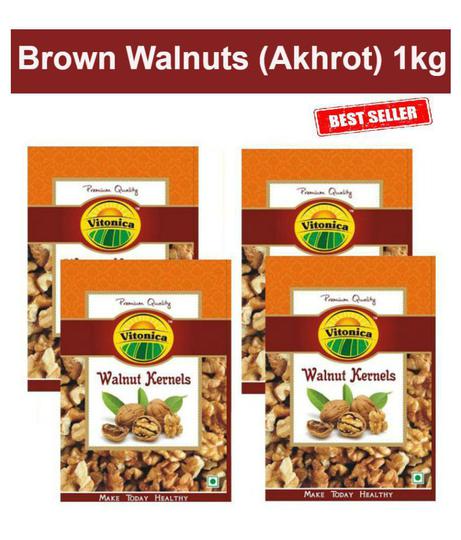 Brown Walnuts (Akhrot) 1kg
BEST SELLER
Premium Quality
Vitonica
Premium Quality
Vitonica
Premium Quality
Vitonica
Walnut Kernels
MAKE TODAY HEALTHY
Premium Quality
Vitonica
Walnut Kernels
MAKE TODAY HEALTHY